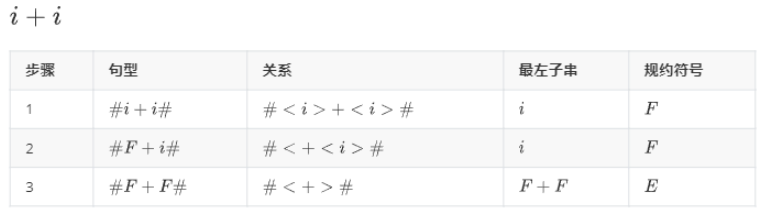 i + i
步骤 句型 关系 最左子串 规约符号
1 #i + i# # < i > + < i > # i F
2 #F + i# # < + < i > # i F
3 #F + F# # < + > # F + F E